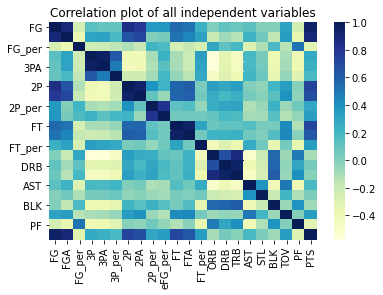 Correlation plot of all independent variables
FG
FG_per
3PA
2P
2P_per
FT
FT_per
DRB
AST
BLK
PF
1.0
0.8
0.6
0.4
0.2
0.0
−0.2
−0.4
FG
FGA
FG_per
3P
3PA
3P_per
2P
2PA
2P_per
eFG_per
FT
FTA
FT_per
ORB
DRB
TRB
AST
STL
BLK
TOV
PF
PTS